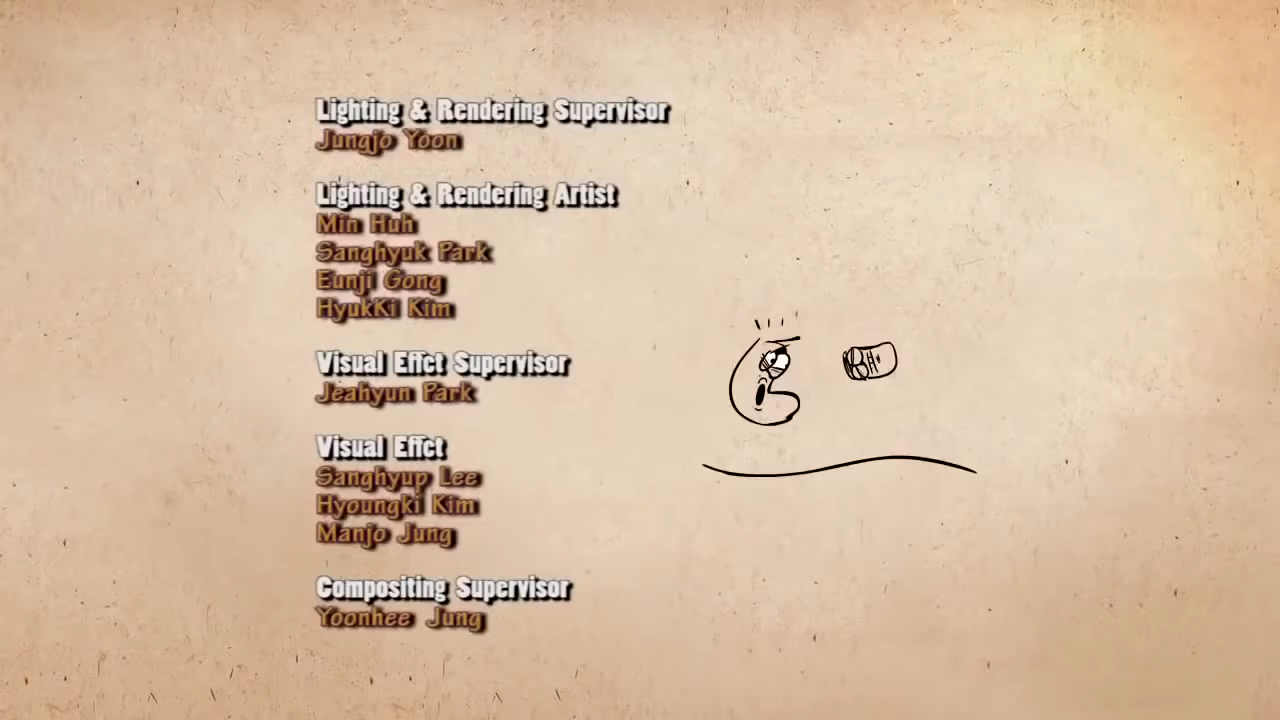 Lighting & Rendering Supervisor
Jungjo Yoon
Lighting & Rendering Artist
Min Huh
Sanghyuk Park
Eunji Gong
HyukKi Kim
Visual Effct Supervisor
Jeahyun Park
Visual Effct
Sanghyup Lee
Hyoungki Kim
Manjo Jung
Compositing Supervisor
Yoonhee Jung